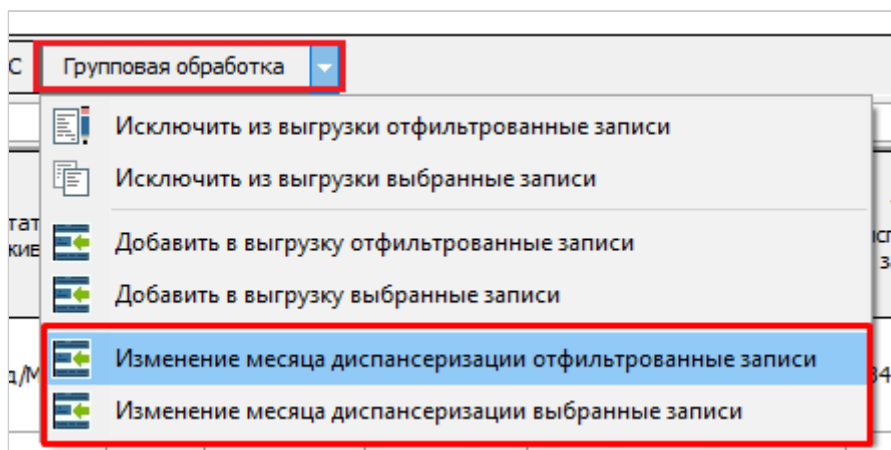 С Групповая обработка
Исключить из выгрузки отфильтрованные записи
Исключить из выгрузки выбранные записи
Добавить в выгрузку отфильтрованные записи
Добавить в выгрузку выбранные записи
Изменение месяца диспансеризации отфильтрованные записи
Изменение месяца диспансеризации выбранные записи